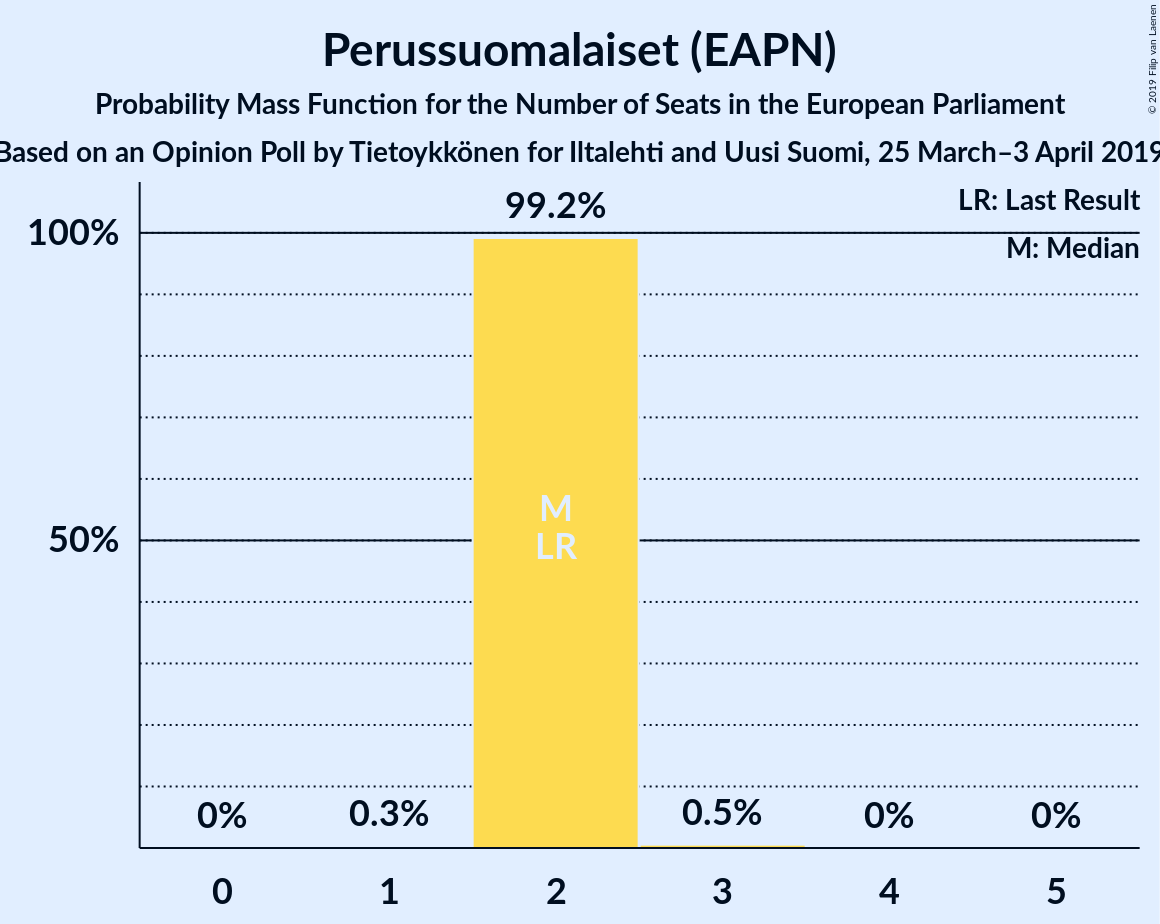 Perussuomalaiset (EAPN)
Probability Mass Function for the Number of Seats in the European Parliament
Based on an Opinion Poll by Tietoykkönen for Iltalehti and Uusi Suomi, 25 March–3 April 2019
© 2019 Filip van Laenen
LR: Last Result
M: Median
99.2%
100%
M
LR
50%
0%
0.3%
0.5%
0%
0%
0
1
2
3
4
5